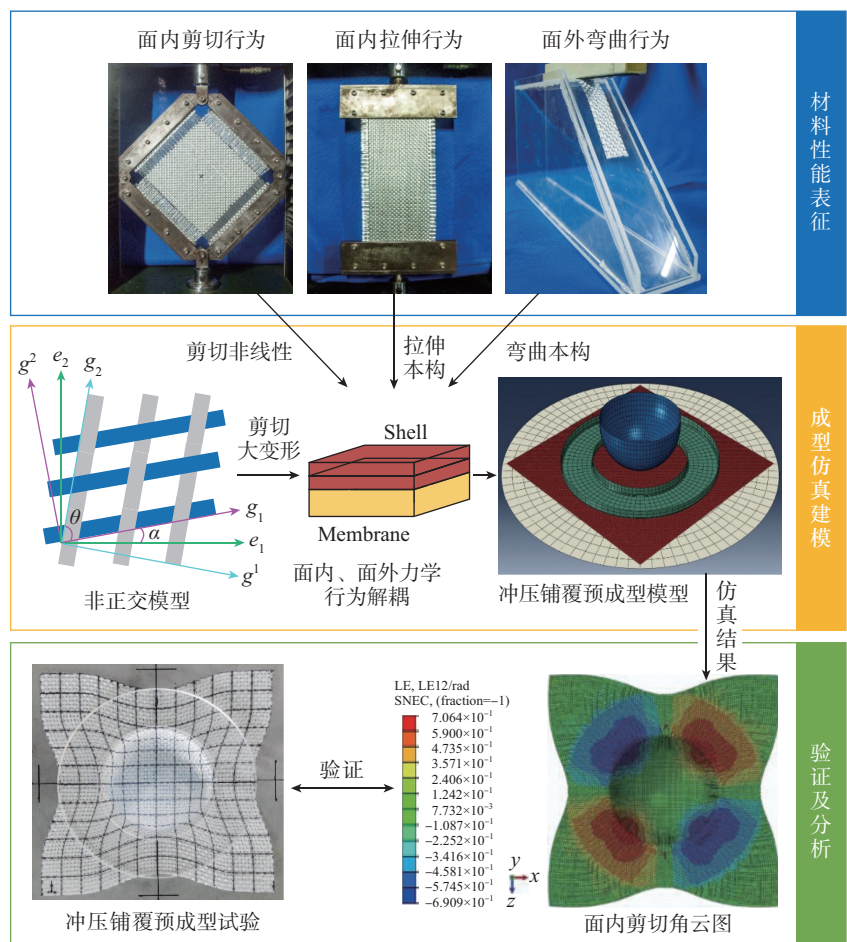 面内剪切行为
面内拉伸行为
面外弯曲行为
材料性能表征
剪切非线性
拉伸
本构
弯曲本构
g²
e₂
g₂
θ
α
g₁
e₁
g¹
非正交模型
剪切
大变形
Shell
Membrane
面内、面外力学
行为解耦
冲压铺覆预成型模型
成型仿真建模
仿真结果
冲压铺覆预成型试验
验证
LE, LE12/rad
SNEC, (fraction=−1)
7.064×10⁻¹
5.900×10⁻¹
4.735×10⁻¹
3.571×10⁻¹
2.406×10⁻¹
1.242×10⁻¹
7.732×10⁻³
−1.087×10⁻¹
−2.252×10⁻¹
−3.416×10⁻¹
−4.581×10⁻¹
−5.745×10⁻¹
−6.909×10⁻¹
y
x
z
面内剪切角云图
验证及分析